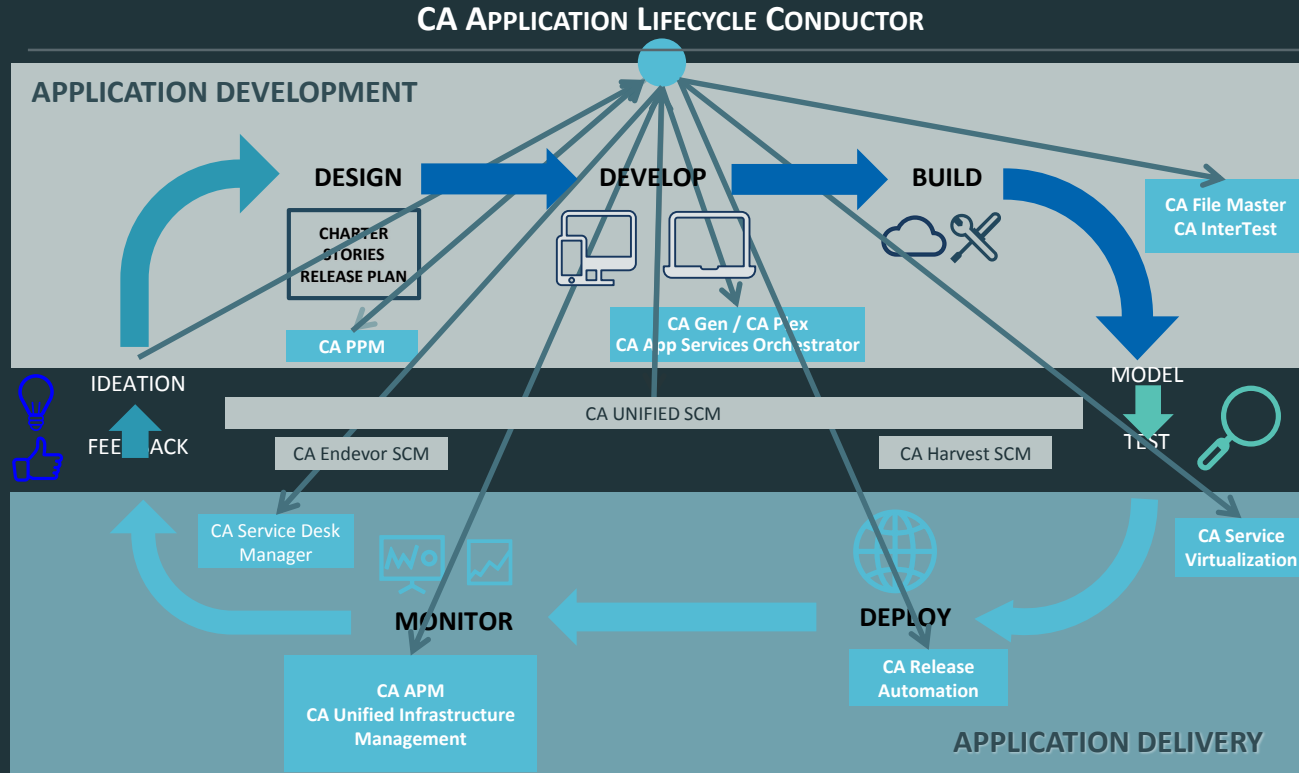 CA APPLICATION LIFECYCLE CONDUCTOR
APPLICATION DEVELOPMENT
DESIGN
DEVELOP
BUILD
CHARTER
STORIES
RELEASE PLAN
CA File Master
CA InterTest
CA PPM
CA Gen / CA Plex
CA App Services Orchestrator
IDEATION
MODEL
CA UNIFIED SCM
FEE ACK
TEST
CA Endevor SCM
CA Harvest SCM
CA Service Desk
Manager
CA Service
Virtualization
MONITOR
DEPLOY
CA Release
Automation
CA APM
CA Unified Infrastructure
Management
APPLICATION DELIVERY